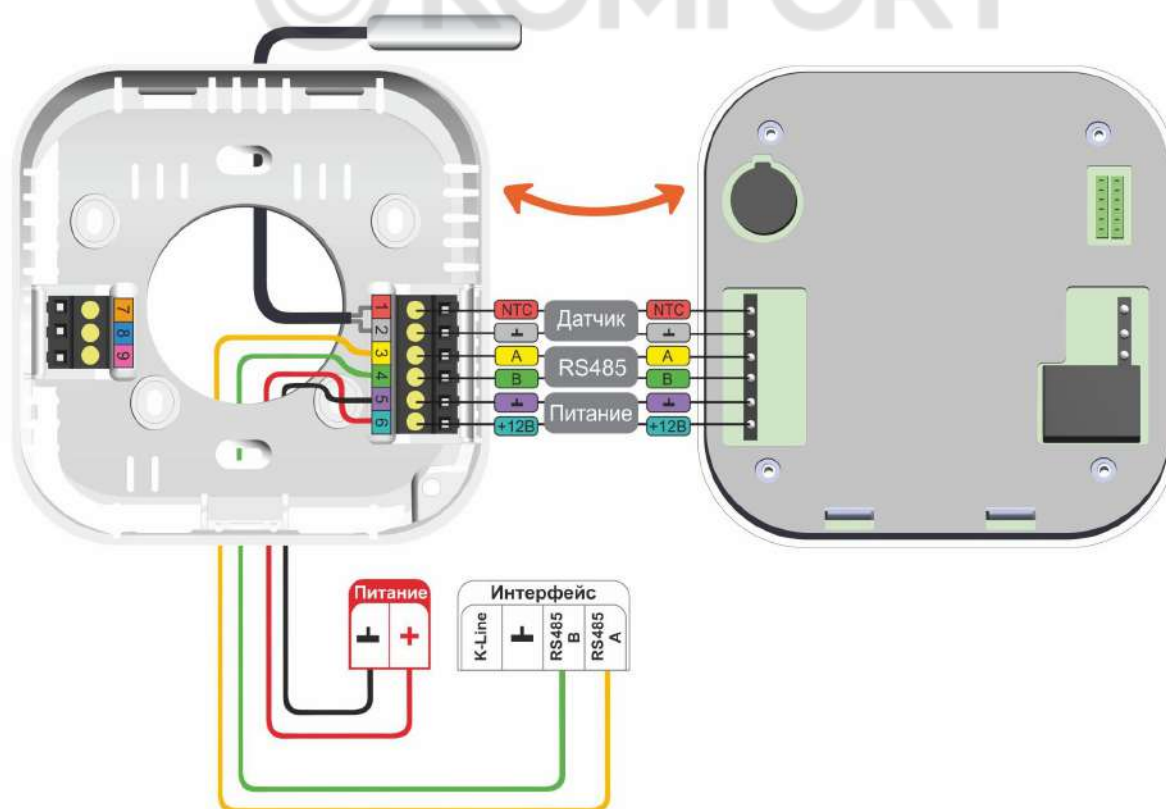 KOMFORT
7
8
9
1
2
3
4
5
6
NTC Датчик NTC
A RS485 A
B B
Питание
+12В +12В
Питание
+
Интерфейс
K-Line
RS485 B
RS485 A